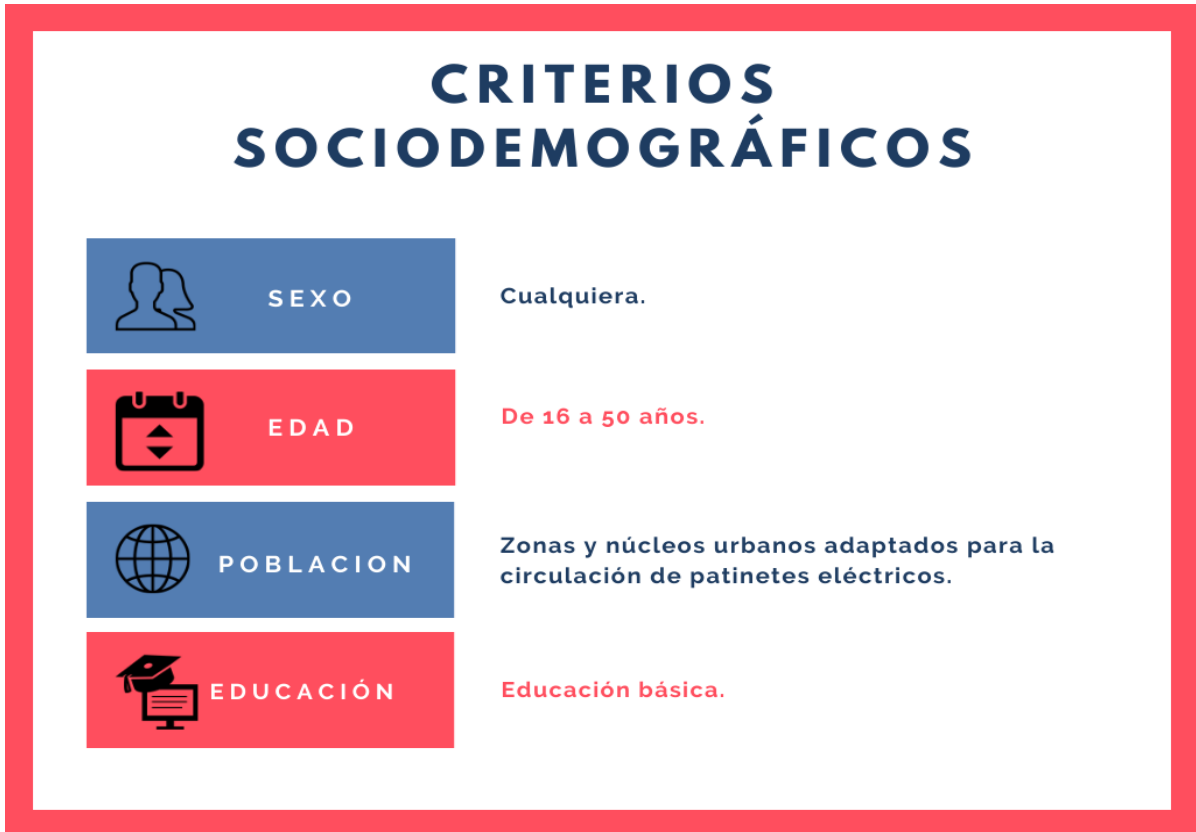 CRITERIOS
SOCIODEMOGRÁFICOS
SEXO
Cualquiera.
EDAD
De 16 a 50 años.
POBLACION
Zonas y núcleos urbanos adaptados para la
circulación de patinetes eléctricos.
EDUCACIÓN
Educación básica.